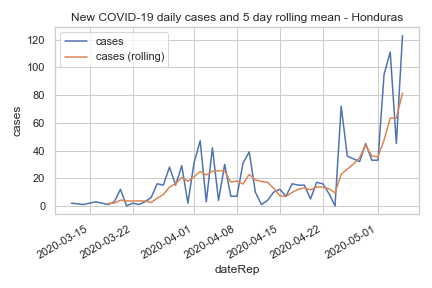 New COVID-19 daily cases and 5 day rolling mean - Honduras
cases
cases (rolling)
120
100
80
60
40
20
0
cases
2020-03-15
2020-03-22
2020-04-01
2020-04-08
2020-04-15
2020-04-22
2020-05-01
dateRep